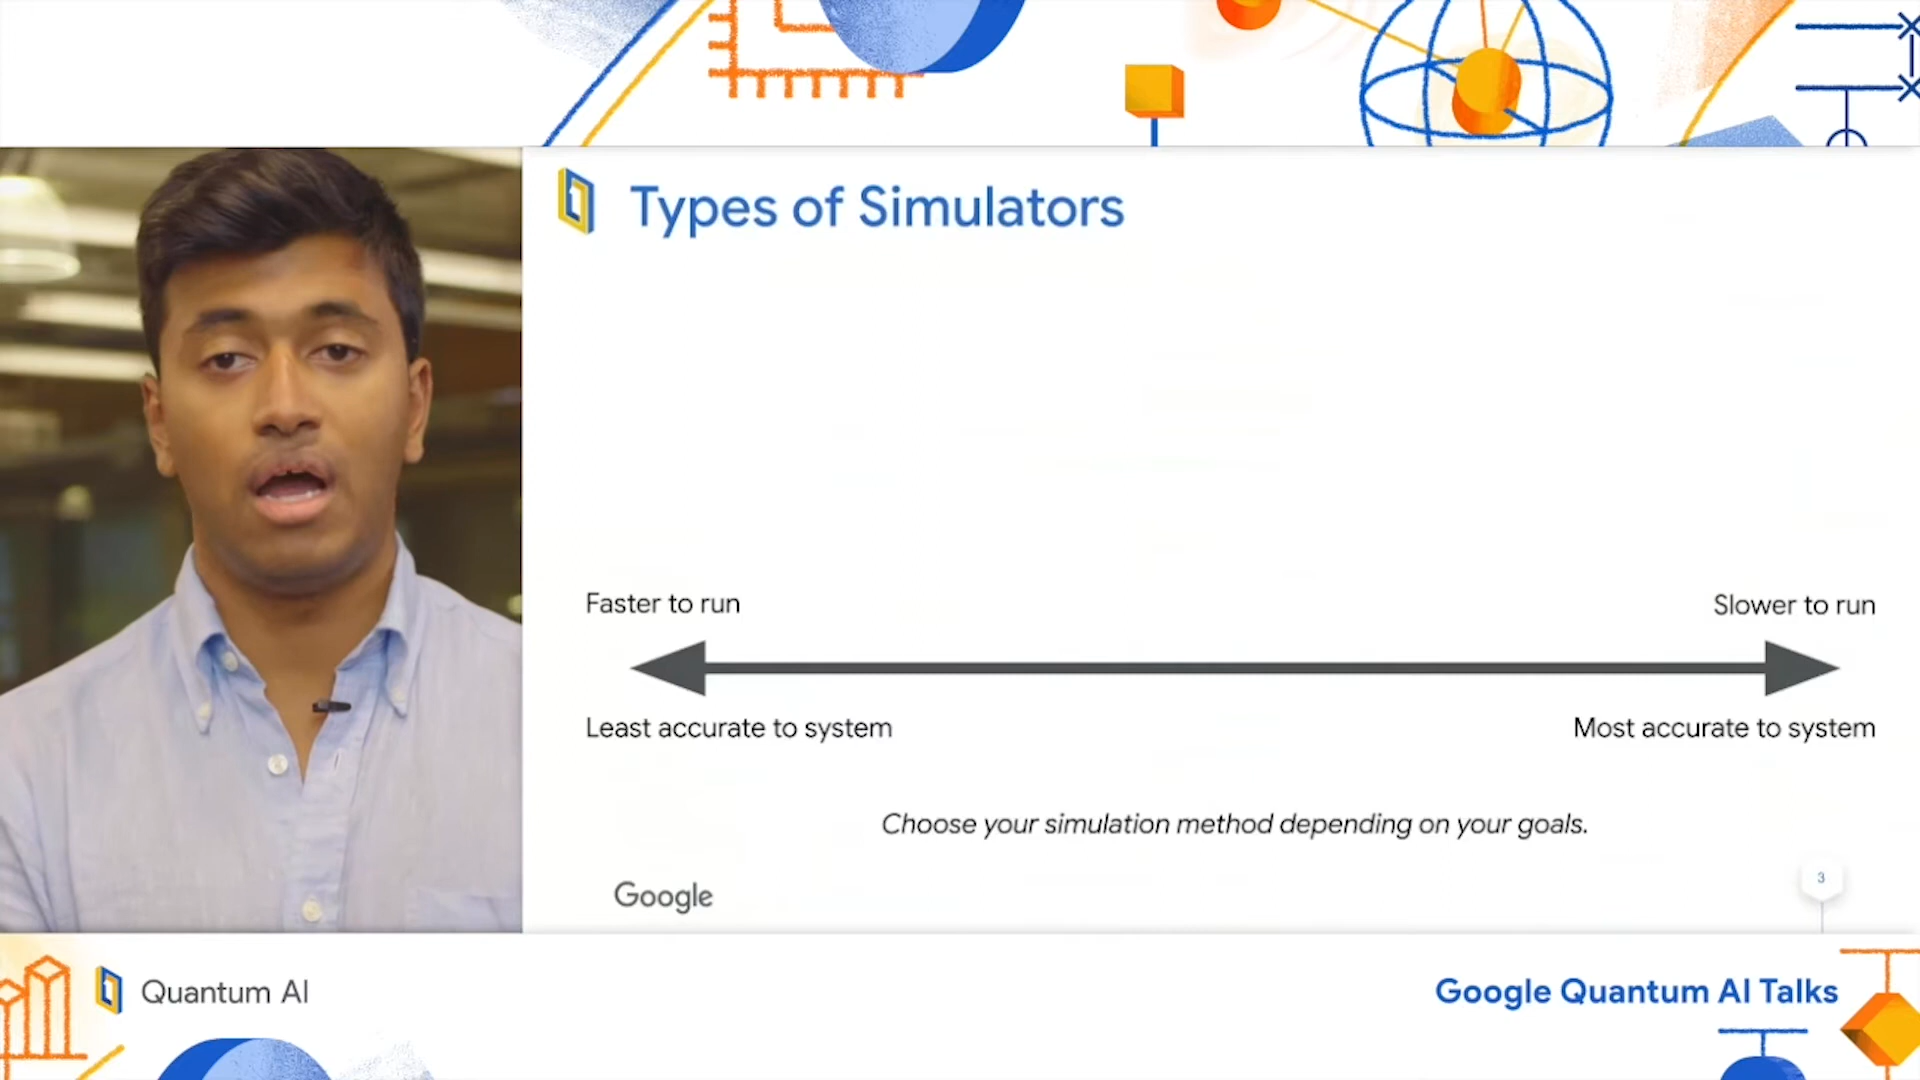 Types of Simulators
Faster to run
Slower to run
Least accurate to system
Most accurate to system
Choose your simulation method depending on your goals.
Google
3
Quantum AI
Google Quantum AI Talks